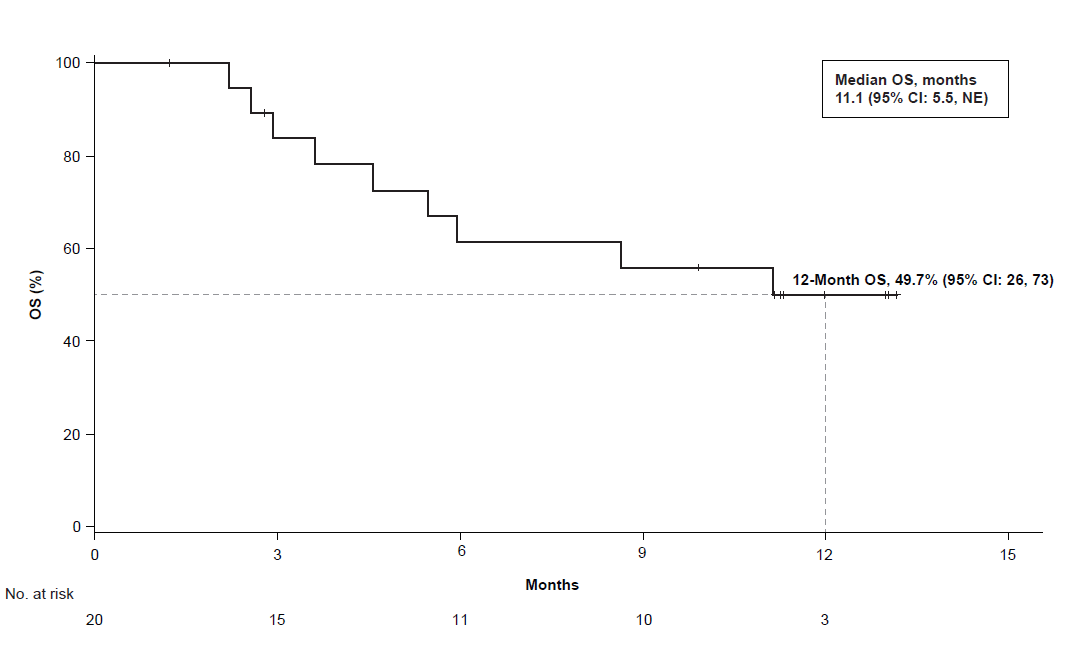 100
Median OS, months
11.1 (95% CI: 5.5, NE)
80
60
12-Month OS, 49.7% (95% CI: 26, 73)
OS (%)
40
20
0
0 3 6 9 12 15
Months
No. at risk
20 15 11 10 3